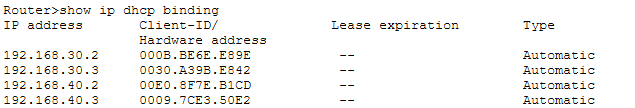 Router>show ip dhcp binding
IP address       Client-ID/              Lease expiration        Type
                 Hardware address
192.168.30.2     000B.BE6E.E89E           --                     Automatic
192.168.30.3     0030.A39B.E842           --                     Automatic
192.168.40.2     00E0.8F7E.B1CD           --                     Automatic
192.168.40.3     0009.7CE3.50E2           --                     Automatic